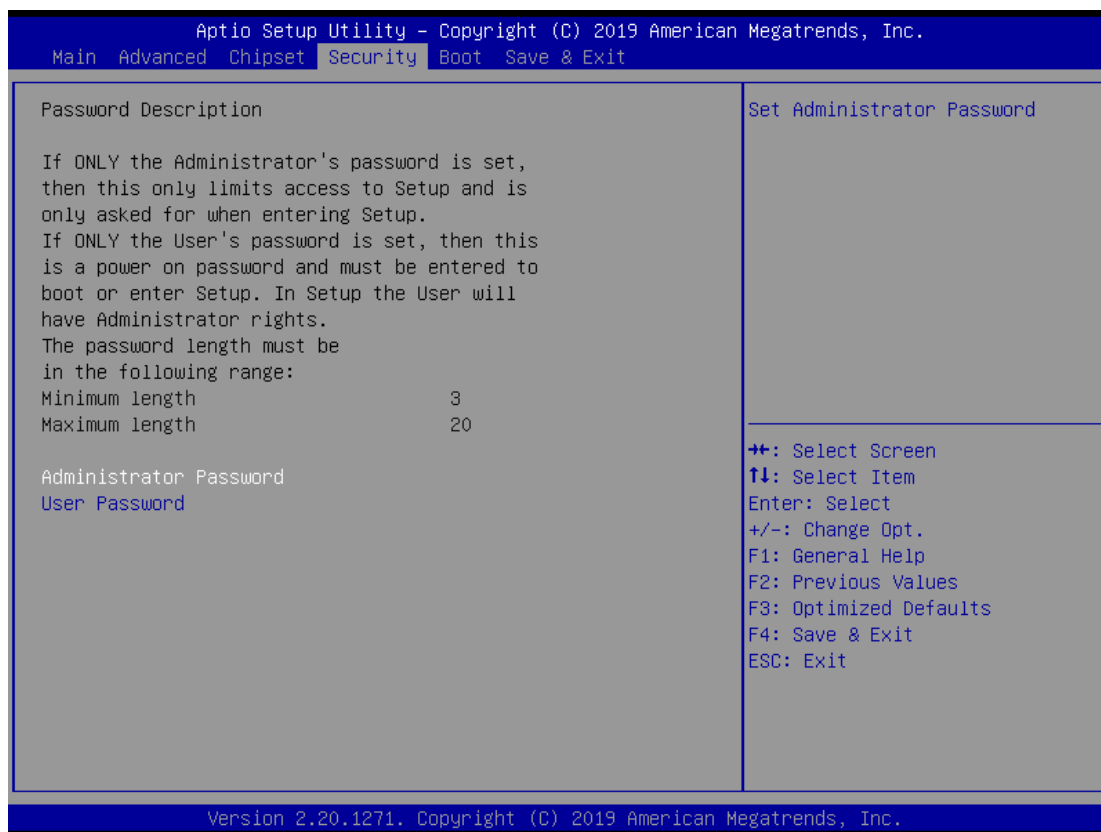 Aptio Setup Utility – Copyright (C) 2019 American Megatrends, Inc.
Main Advanced Chipset Security Boot Save & Exit
Password Description
If ONLY the Administrator's password is set,
then this only limits access to Setup and is
only asked for when entering Setup.
If ONLY the User's password is set, then this
is a power on password and must be entered to
boot or enter Setup. In Setup the User will
have Administrator rights.
The password length must be
in the following range:
Minimum length 3
Maximum length 20
Administrator Password
User Password
Set Administrator Password
→←: Select Screen
↑↓: Select Item
Enter: Select
+/-: Change Opt.
F1: General Help
F2: Previous Values
F3: Optimized Defaults
F4: Save & Exit
ESC: Exit
Version 2.20.1271. Copyright (C) 2019 American Megatrends, Inc.